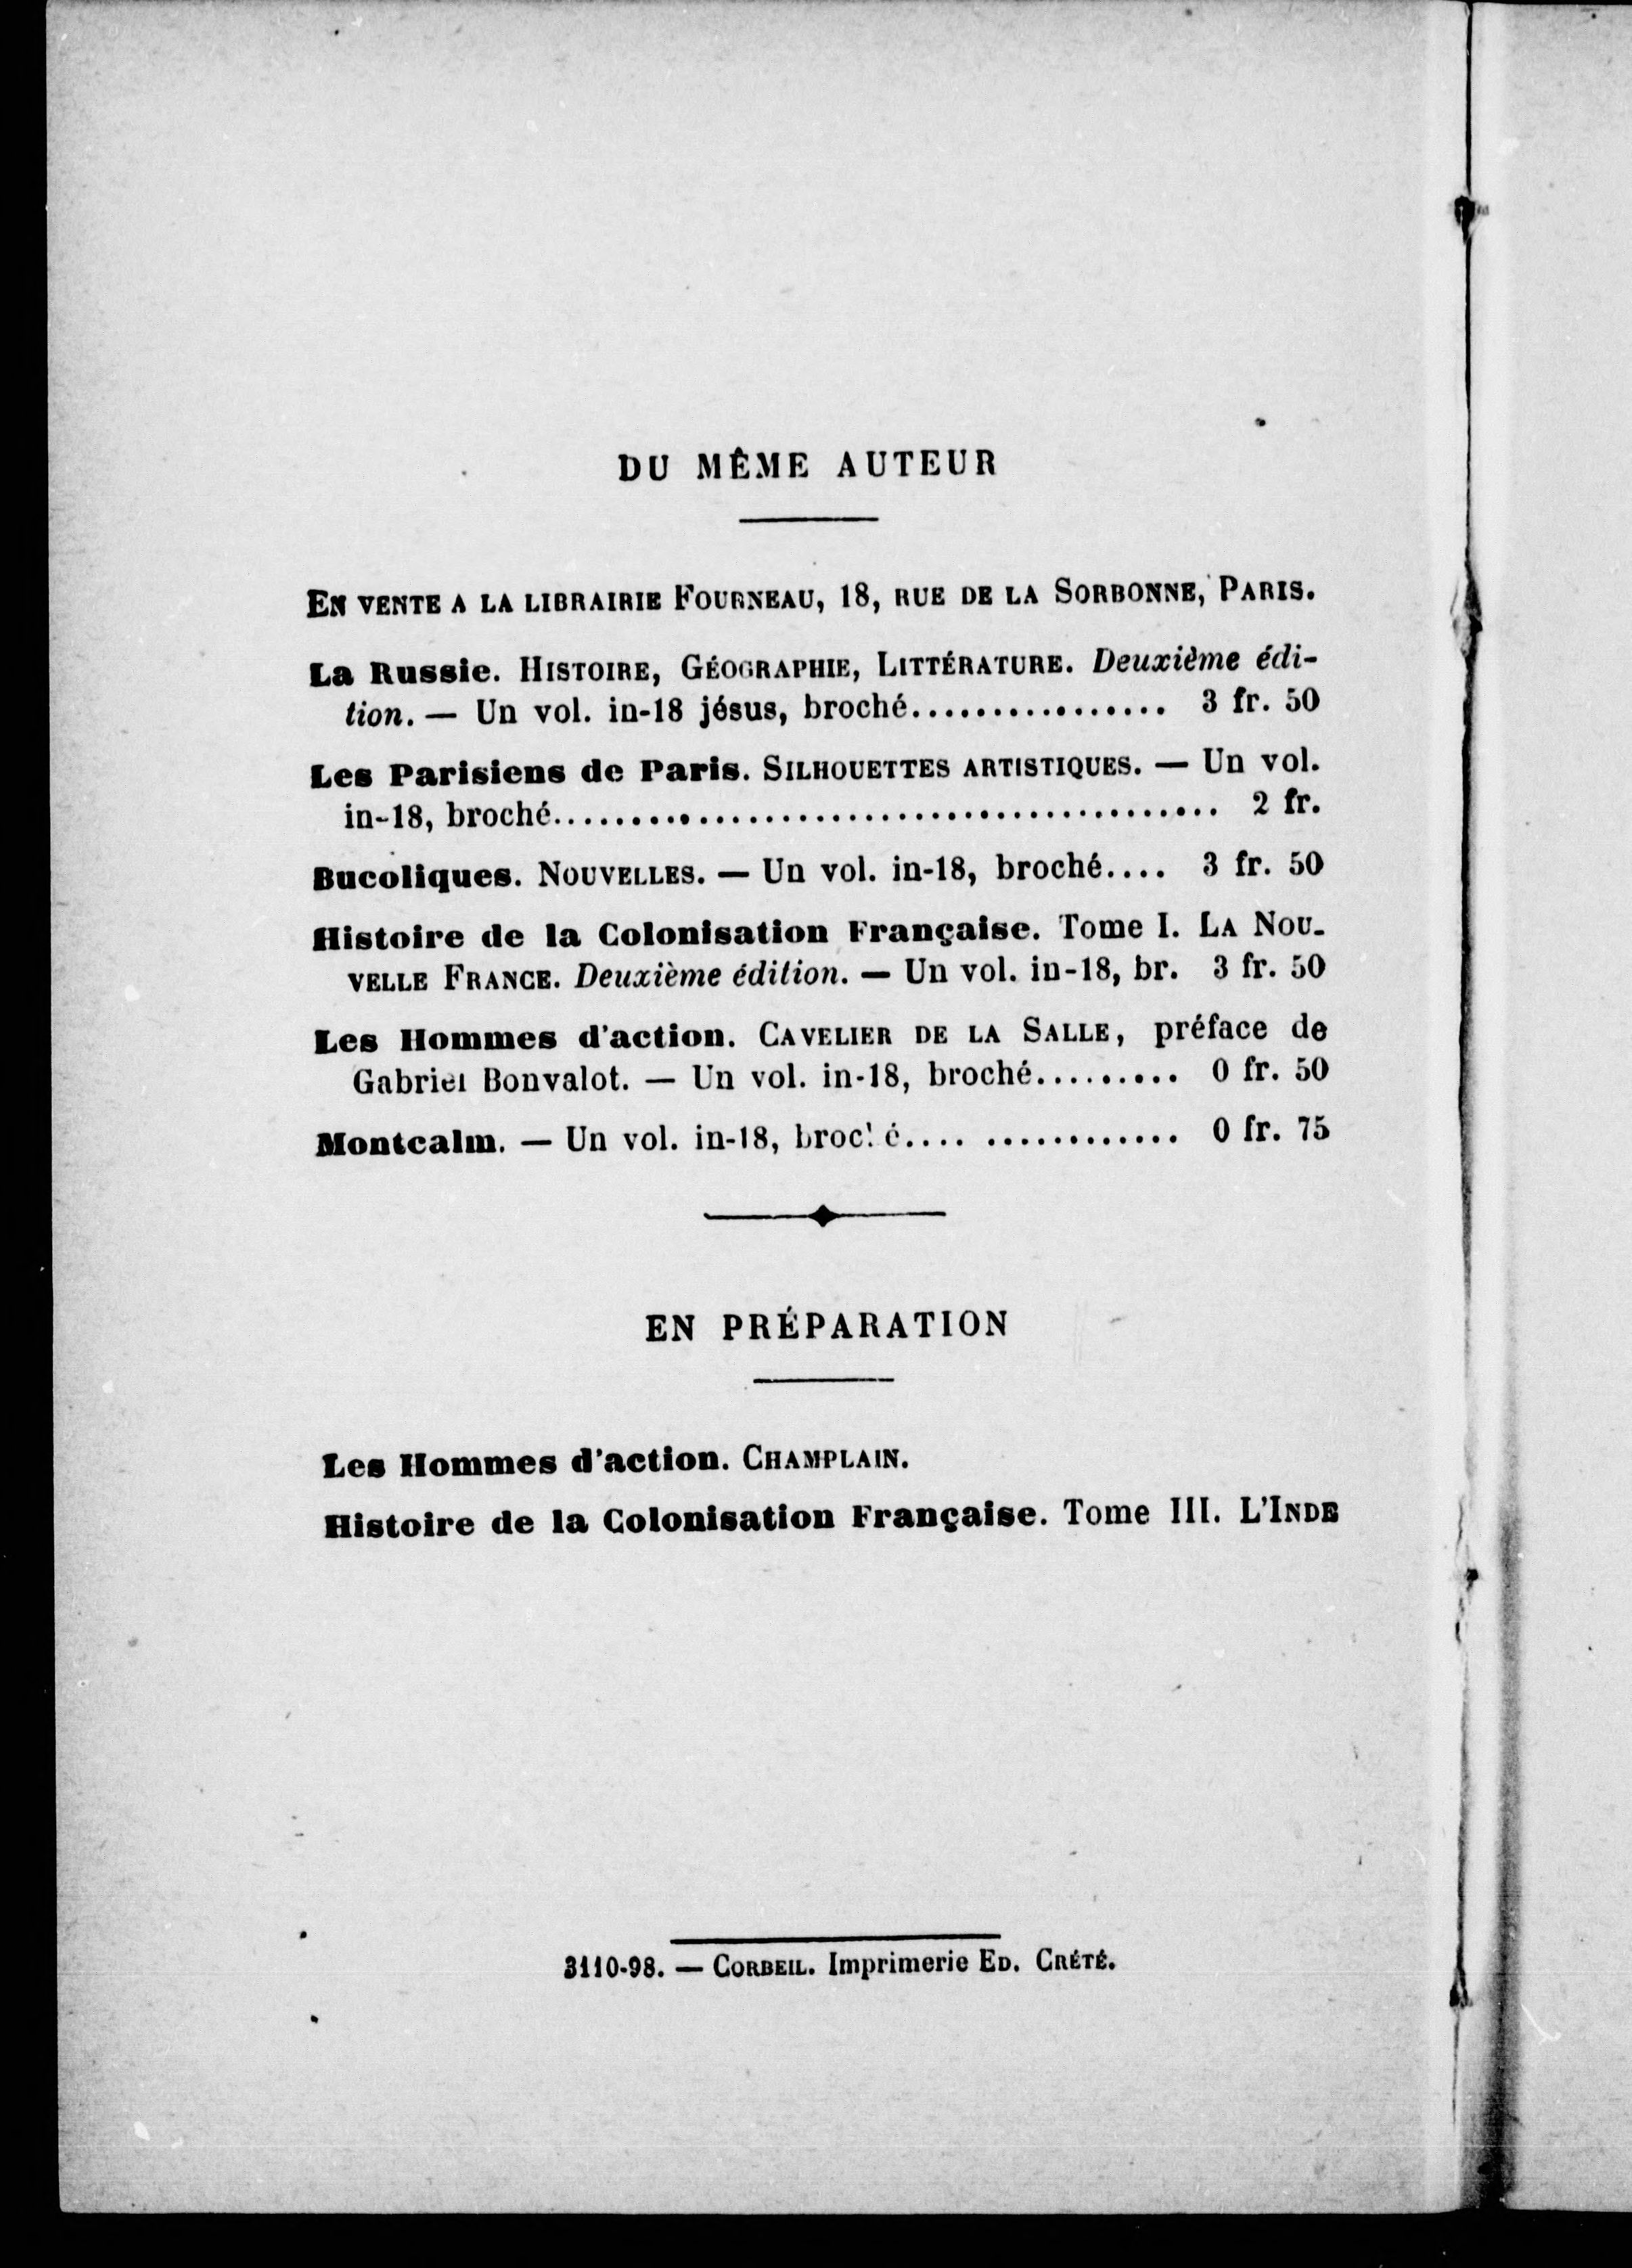 DU MÊME AUTEUR
EN VENTE A LA LIBRAIRIE FOURNEAU, 18, RUE DE LA SORBONNE, PARIS.
La Russie. HISTOIRE, GÉOGRAPHIE, LITTÉRATURE. Deuxième édi-
tion. — Un vol. in-18 jésus, broché................ 3 fr. 50
Les Parisiens de Paris. SILHOUETTES ARTISTIQUES. — Un vol.
in-18, broché......................................... 2 fr.
Bucoliques. NOUVELLES. — Un vol. in-18, broché.... 3 fr. 50
Histoire de la Colonisation Française. Tome I. LA NOU-
VELLE FRANCE. Deuxième édition. — Un vol. in-18, br. 3 fr. 50
Les Hommes d'action. CAVELIER DE LA SALLE, préface de
Gabriel Bonvalot. — Un vol. in-18, broché......... 0 fr. 50
Montcalm. — Un vol. in-18, broché.... ............ 0 fr. 75
EN PRÉPARATION
Les Hommes d'action. CHAMPLAIN.
Histoire de la Colonisation Française. Tome III. L'INDE
3110-98. — CORBEIL. Imprimerie ED. CRÉTÉ.